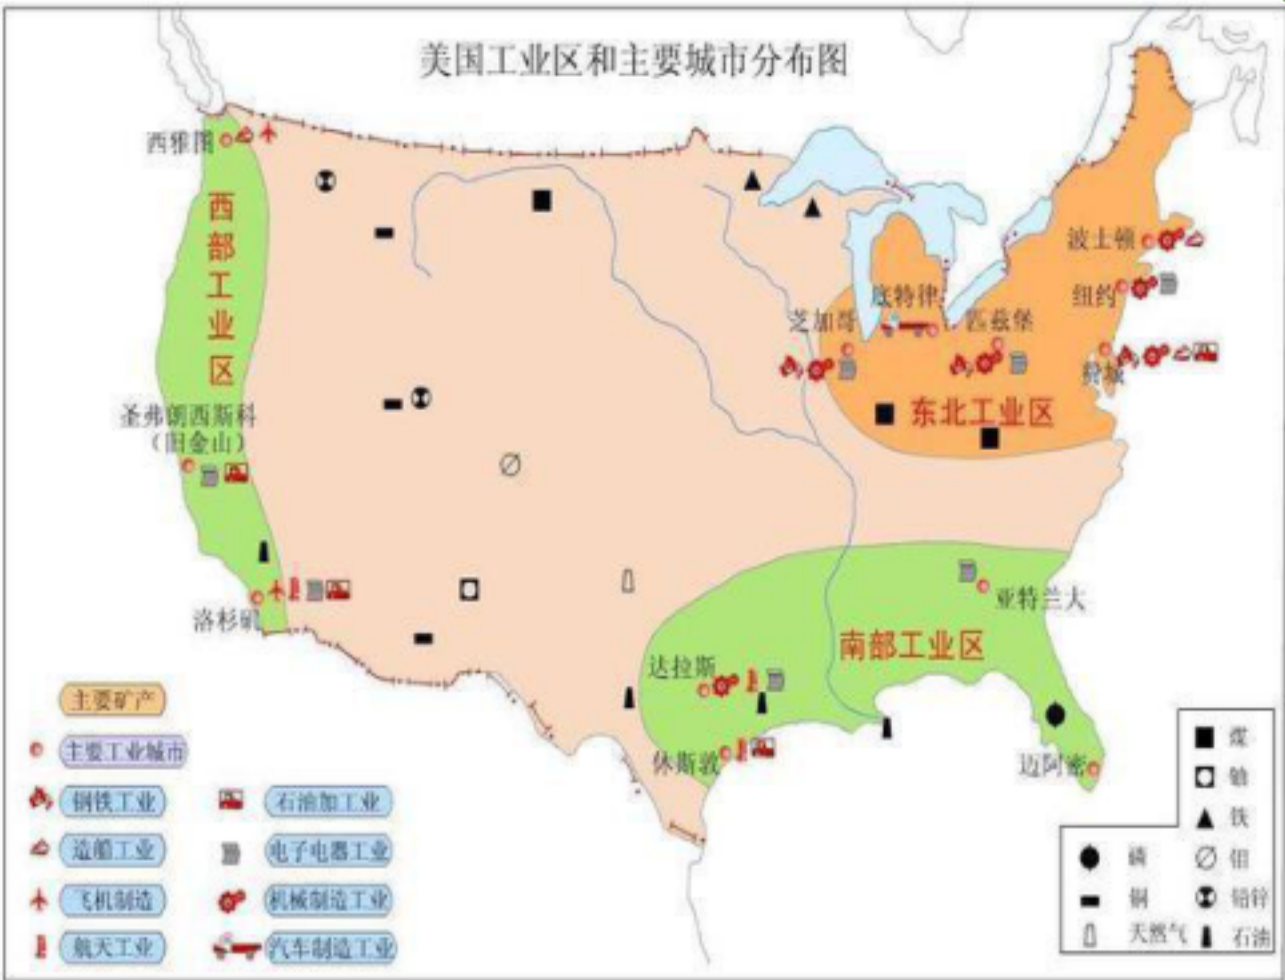 美国工业区和主要城市分布图
西雅图
西部工业区
圣弗朗西斯科
（旧金山）
洛杉矶
波士顿
纽约
底特律
芝加哥
匹兹堡
费城
东北工业区
亚特兰大
南部工业区
达拉斯
休斯敦
迈阿密
主要矿产
主要工业城市
钢铁工业
石油加工业
造船工业
电子电器工业
飞机制造
机械制造工业
航天工业
汽车制造工业
煤
铀
铁
磷
钼
铜
铅锌
天然气
石油